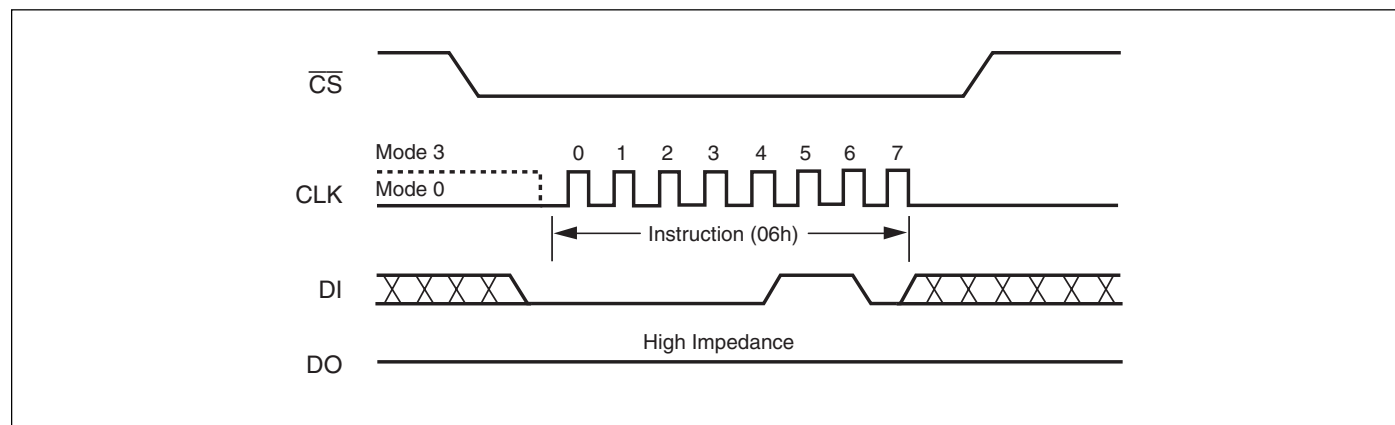 CS
Mode 3
0 1 2 3 4 5 6 7
CLK
Mode 0
Instruction (06h)
DI
High Impedance
DO